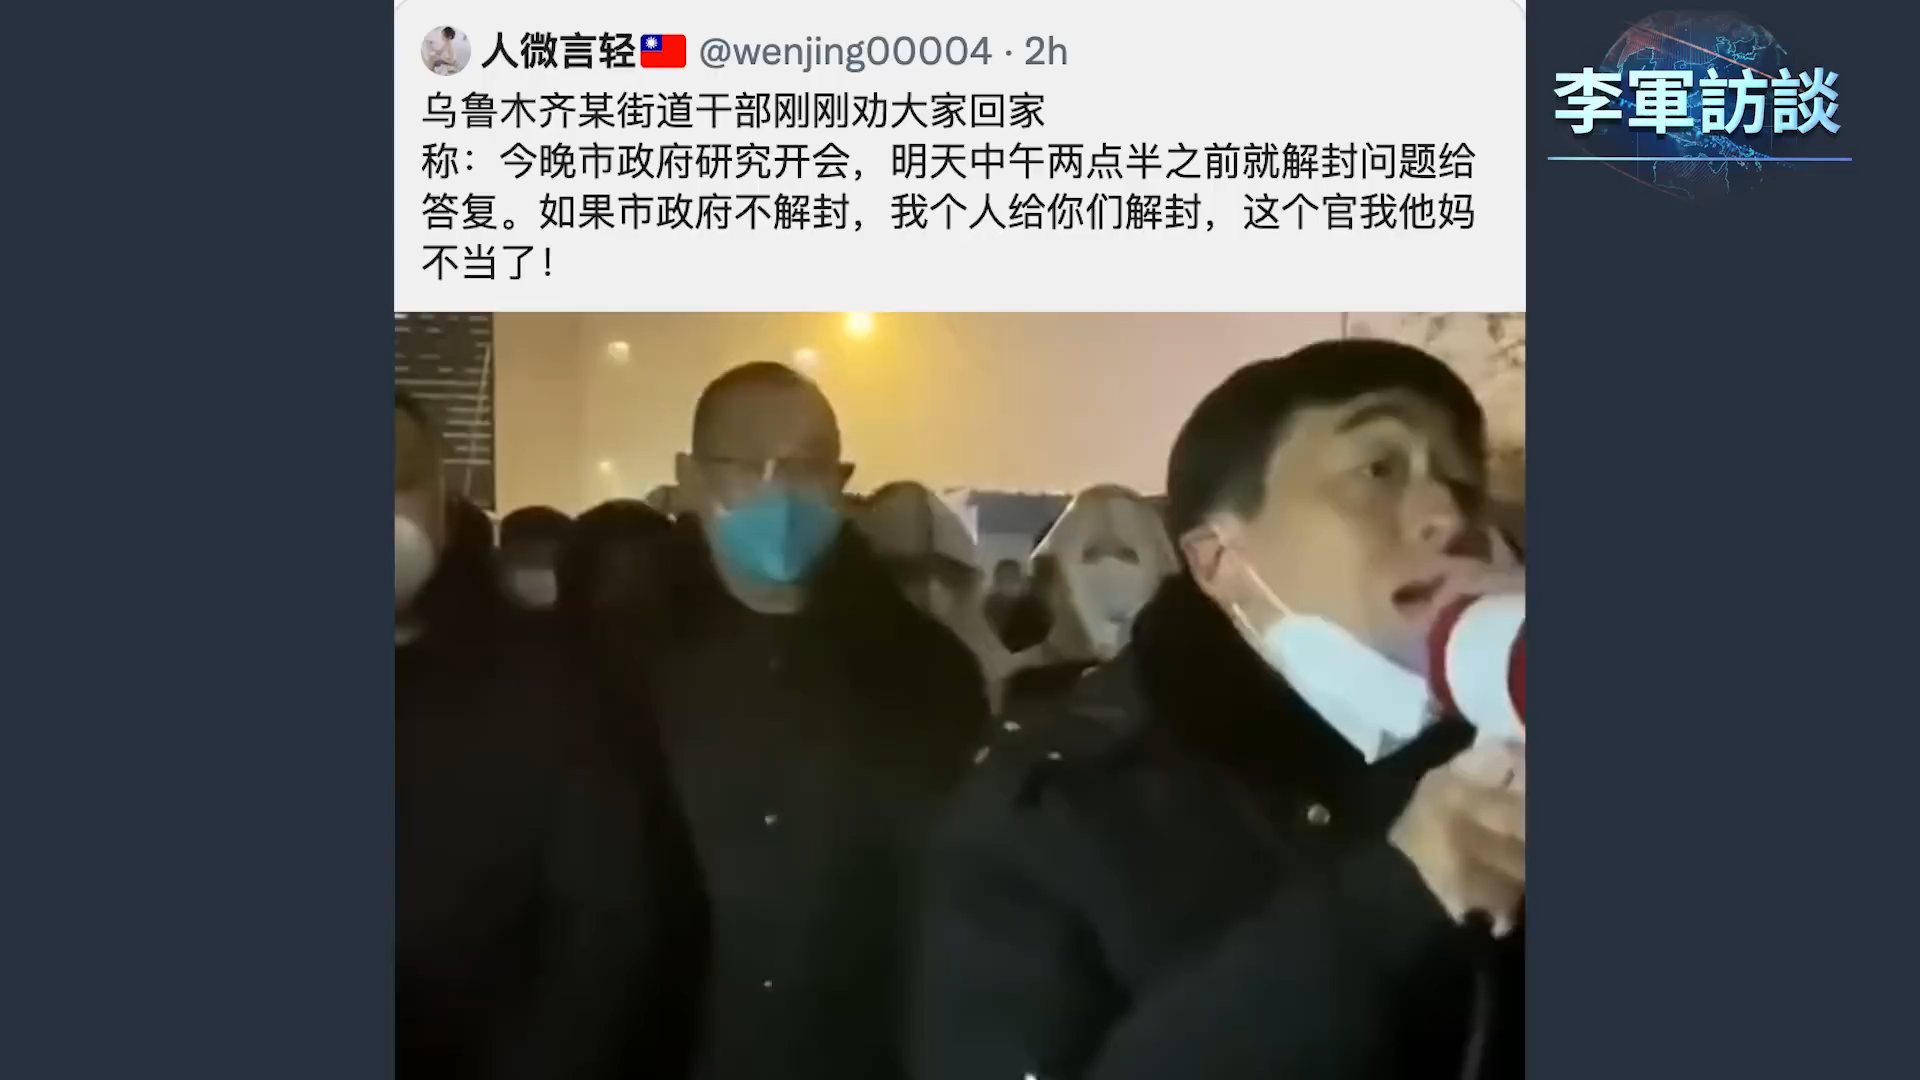 人微言轻🇹🇼 @wenjing00004 · 2h
乌鲁木齐某街道干部刚刚劝大家回家
称：今晚市政府研究开会，明天中午两点半之前就解封问题给
答复。如果市政府不解封，我个人给你们解封，这个官我他妈
不当了！
李軍訪談